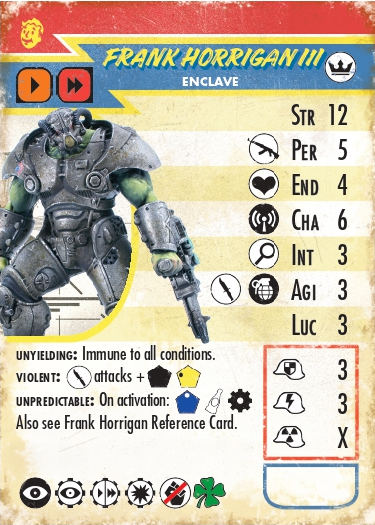 FRANK HORRIGAN III
ENCLAVE
STR 12
PER 5
END 4
CHA 6
INT 3
AGI 3
LUC 3
UNYIELDING: Immune to all conditions.
VIOLENT: attacks +
UNPREDICTABLE: On activation:
Also see Frank Horrigan Reference Card.
3
3
X